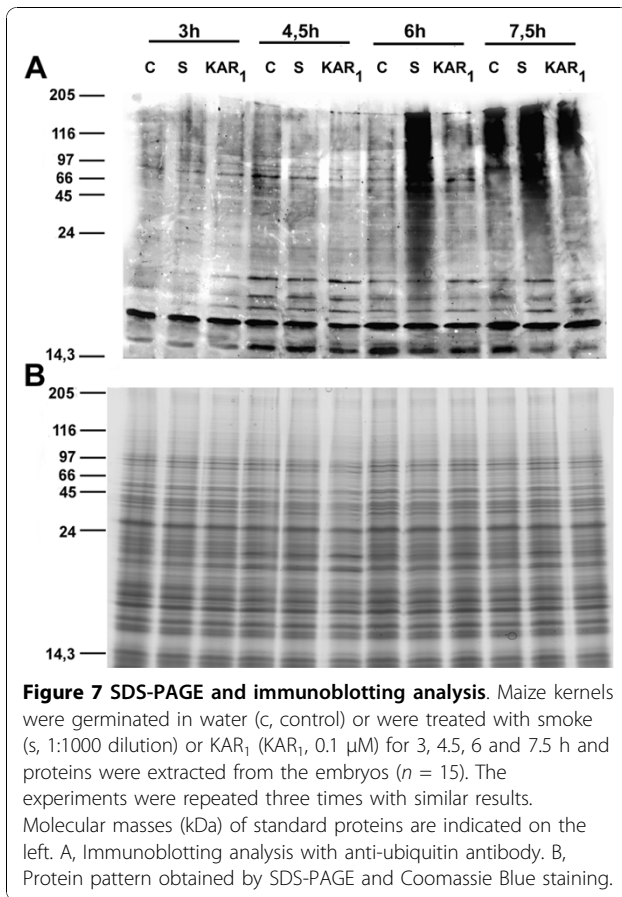 3h 4,5h 6h 7,5h
A C S KAR1 C S KAR1 C S KAR1 C S KAR1
205
116
97
66
45
24
14,3
B
205
116
97
66
45
24
14,3
Figure 7 SDS-PAGE and immunoblotting analysis. Maize kernels
were germinated in water (c, control) or were treated with smoke
(s, 1:1000 dilution) or KAR1 (KAR1, 0.1 μM) for 3, 4.5, 6 and 7.5 h and
proteins were extracted from the embryos (n = 15). The
experiments were repeated three times with similar results.
Molecular masses (kDa) of standard proteins are indicated on the
left. A, Immunoblotting analysis with anti-ubiquitin antibody. B,
Protein pattern obtained by SDS-PAGE and Coomassie Blue staining.